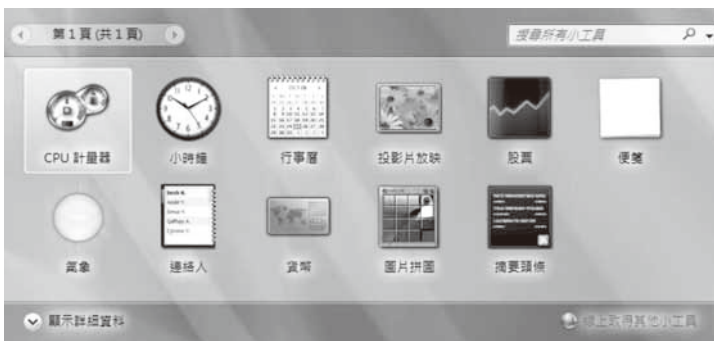 第 1 頁 (共 1 頁)
搜尋所有小工具
CPU 計量器
小時鐘
行事曆
投影片放映
股票
便箋
氣象
連絡人
貨幣
圖片拼圖
摘要頭條
顯示詳細資料
線上取得其他小工具